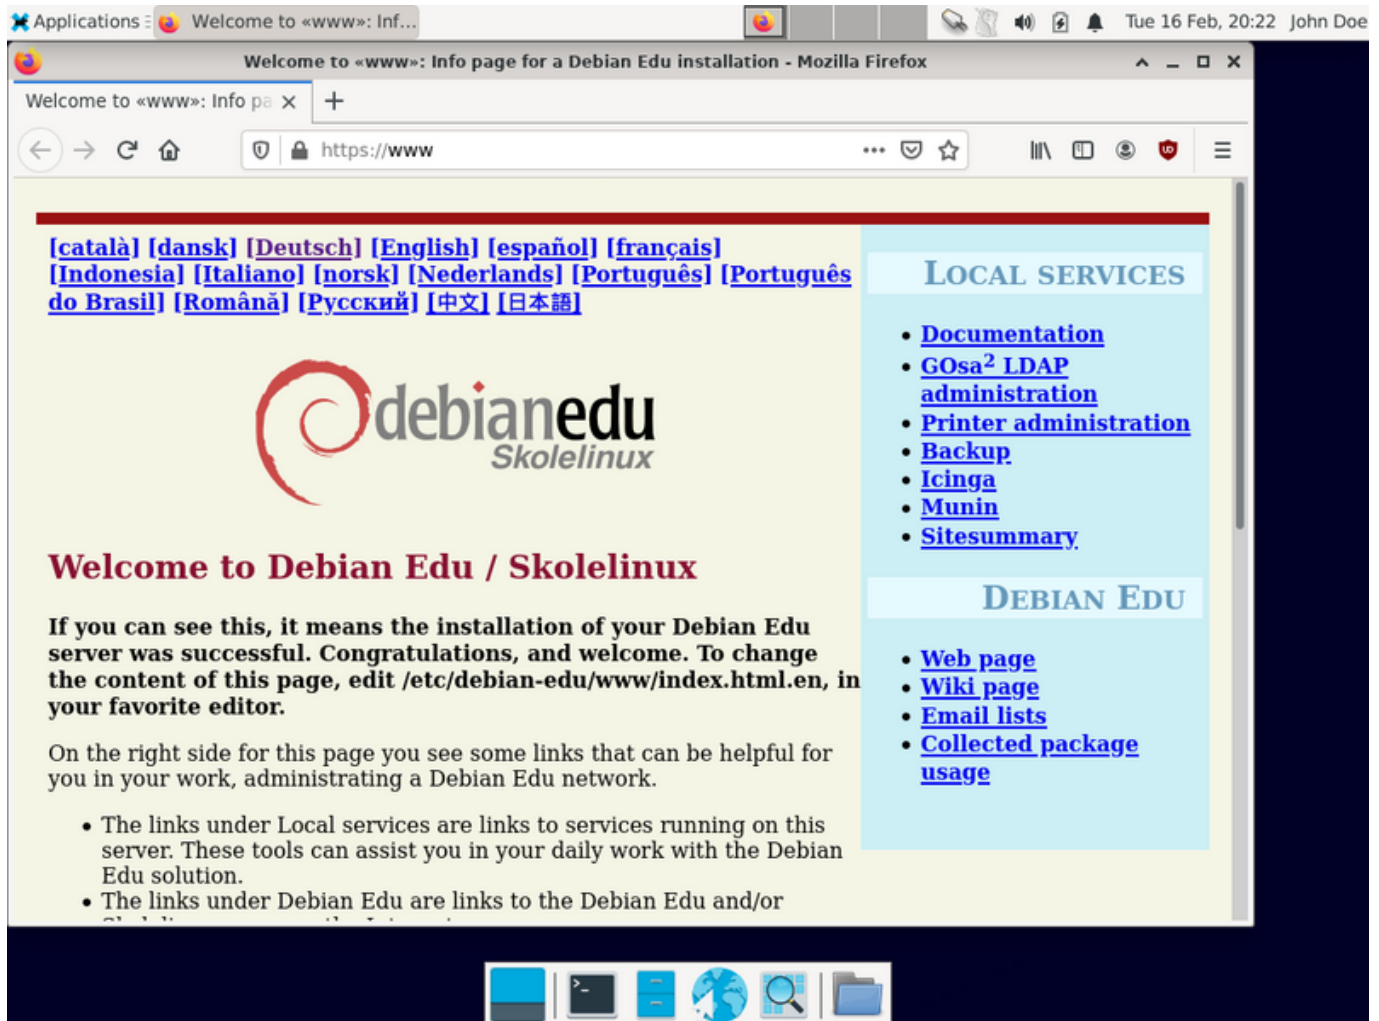 Applications
Welcome to «www»: Inf...
Tue 16 Feb, 20:22
John Doe
Welcome to «www»: Info page for a Debian Edu installation - Mozilla Firefox
Welcome to «www»: Info pa
https://www
[català] [dansk] [Deutsch] [English] [español] [français]
[Indonesia] [Italiano] [norsk] [Nederlands] [Português] [Português
do Brasil] [Română] [Русский] [中文] [日本語]
debianedu
Skolelinux
Welcome to Debian Edu / Skolelinux
If you can see this, it means the installation of your Debian Edu
server was successful. Congratulations, and welcome. To change
the content of this page, edit /etc/debian-edu/www/index.html.en, in
your favorite editor.
On the right side for this page you see some links that can be helpful for
you in your work, administrating a Debian Edu network.
• The links under Local services are links to services running on this
server. These tools can assist you in your daily work with the Debian
Edu solution.
• The links under Debian Edu are links to the Debian Edu and/or
LOCAL SERVICES
• Documentation
• GOsa² LDAP
administration
• Printer administration
• Backup
• Icinga
• Munin
• Sitesummary
DEBIAN EDU
• Web page
• Wiki page
• Email lists
• Collected package
usage